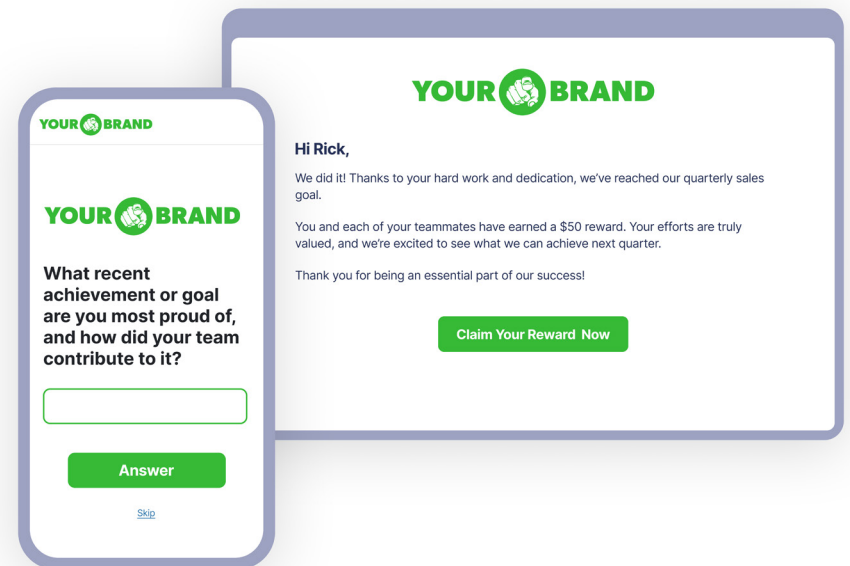 YOUR BRAND
YOUR BRAND
What recent
achievement or goal
are you most proud of,
and how did your team
contribute to it?
Answer
Skip
YOUR BRAND
Hi Rick,
We did it! Thanks to your hard work and dedication, we’ve reached our quarterly sales
goal.
You and each of your teammates have earned a $50 reward. Your efforts are truly
valued, and we’re excited to see what we can achieve next quarter.
Thank you for being an essential part of our success!
Claim Your Reward Now